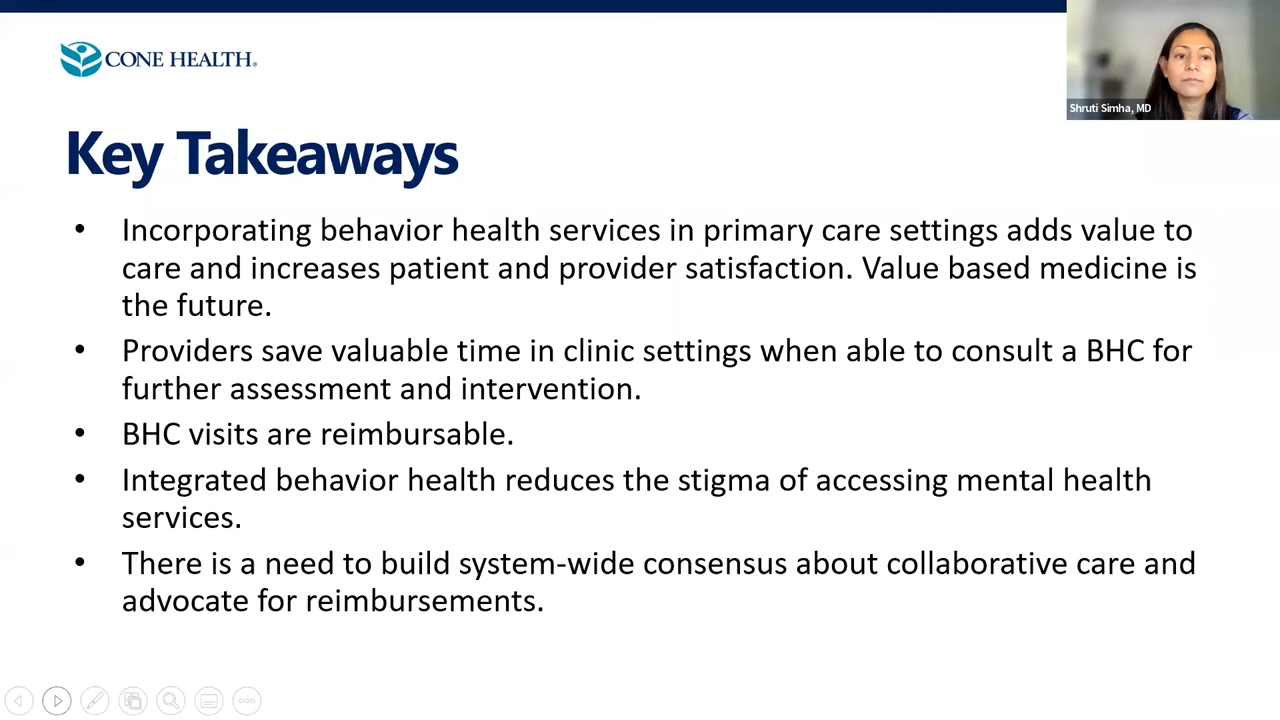 CONE HEALTH®
Shruti Simha, MD
Key Takeaways
• Incorporating behavior health services in primary care settings adds value to
care and increases patient and provider satisfaction. Value based medicine is
the future.
• Providers save valuable time in clinic settings when able to consult a BHC for
further assessment and intervention.
• BHC visits are reimbursable.
• Integrated behavior health reduces the stigma of accessing mental health
services.
• There is a need to build system-wide consensus about collaborative care and
advocate for reimbursements.